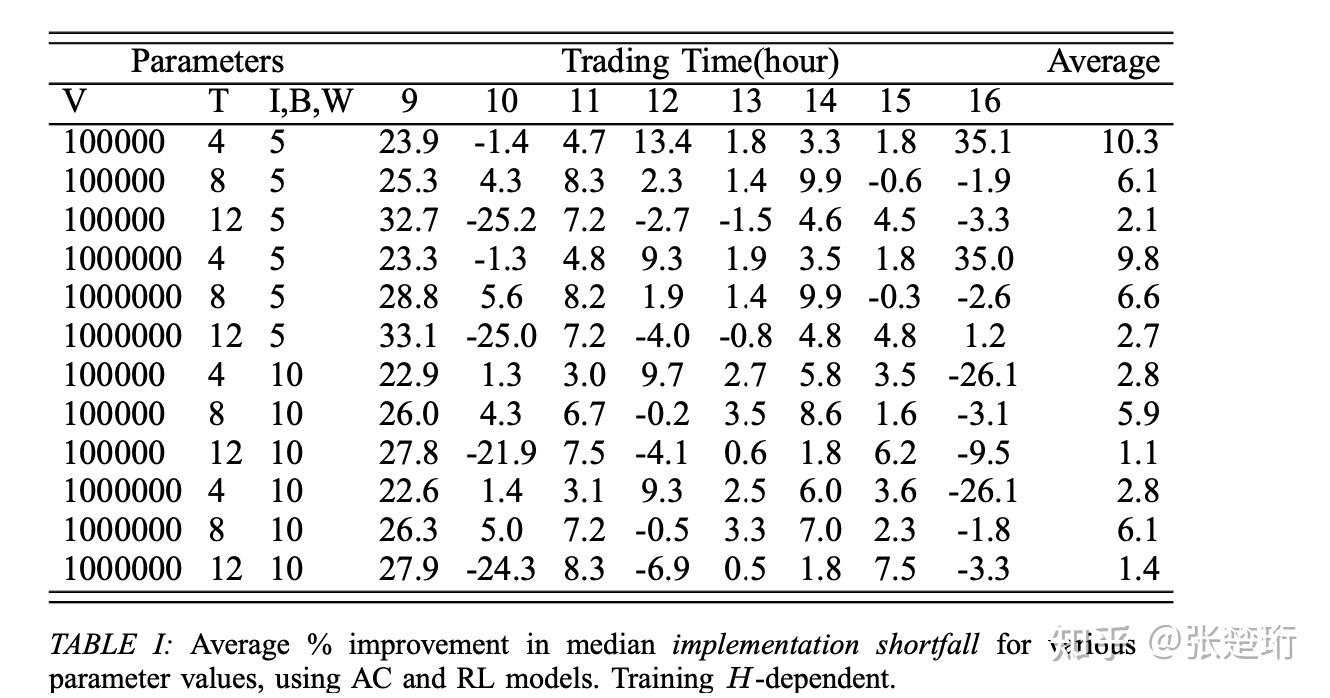 Parameters Trading Time(hour) Average
V T I,B,W 9 10 11 12 13 14 15 16
100000 4 5 23.9 -1.4 4.7 13.4 1.8 3.3 1.8 35.1 10.3
100000 8 5 25.3 4.3 8.3 2.3 1.4 9.9 -0.6 -1.9 6.1
100000 12 5 32.7 -25.2 7.2 -2.7 -1.5 4.6 4.5 -3.3 2.1
1000000 4 5 23.3 -1.3 4.8 9.3 1.9 3.5 1.8 35.0 9.8
1000000 8 5 28.8 5.6 8.2 1.9 1.4 9.9 -0.3 -2.6 6.6
1000000 12 5 33.1 -25.0 7.2 -4.0 -0.8 4.8 4.8 1.2 2.7
100000 4 10 22.9 1.3 3.0 9.7 2.7 5.8 3.5 -26.1 2.8
100000 8 10 26.0 4.3 6.7 -0.2 3.5 8.6 1.6 -3.1 5.9
100000 12 10 27.8 -21.9 7.5 -4.1 0.6 1.8 6.2 -9.5 1.1
1000000 4 10 22.6 1.4 3.1 9.3 2.5 6.0 3.6 -26.1 2.8
1000000 8 10 26.3 5.0 7.2 -0.5 3.3 7.0 2.3 -1.8 6.1
1000000 12 10 27.9 -24.3 8.3 -6.9 0.5 1.8 7.5 -3.3 1.4
TABLE I: Average % improvement in median implementation shortfall for various
parameter values, using AC and RL models. Training H-dependent.
知乎 @张楚珩